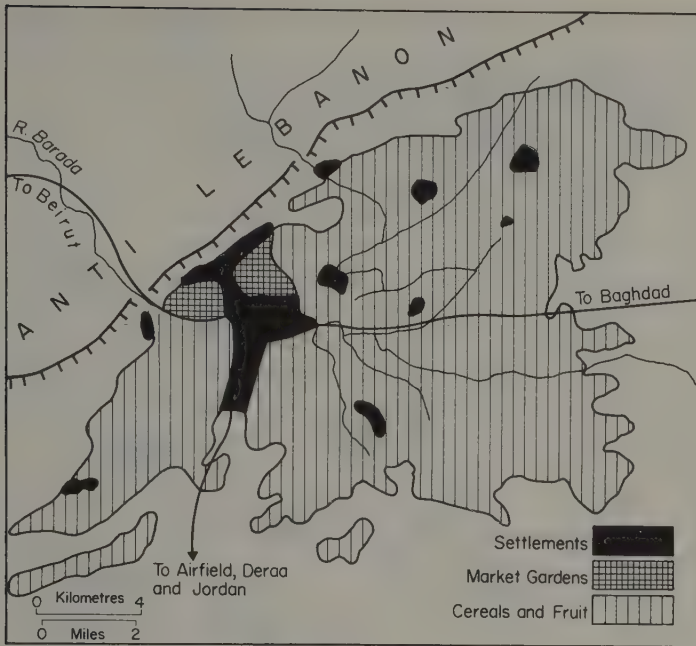 ANTI LEBANON
R. Barada
To Beirut
To Baghdad
To Airfield, Deraa
and Jordan
0 Kilometres 4
0 Miles 2
Settlements
Market Gardens
Cereals and Fruit